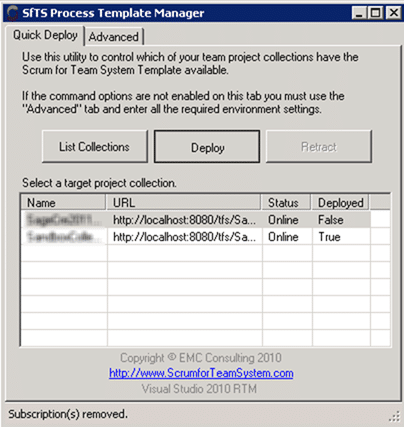 SfTS Process Template Manager
Quick Deploy Advanced
Use this utility to control which of your team project collections have the
Scrum for Team System Template available.
If the command options are not enabled on this tab you must use the
"Advanced" tab and enter all the required environment settings.
List Collections Deploy Retract
Select a target project collection.
Name URL Status Deployed
http://localhost:8080/tfs/Sa... Online False
http://localhost:8080/tfs/Sa... Online True
Copyright © EMC Consulting 2010
http://www.ScrumforTeamSystem.com
Visual Studio 2010 RTM
Subscription(s) removed.